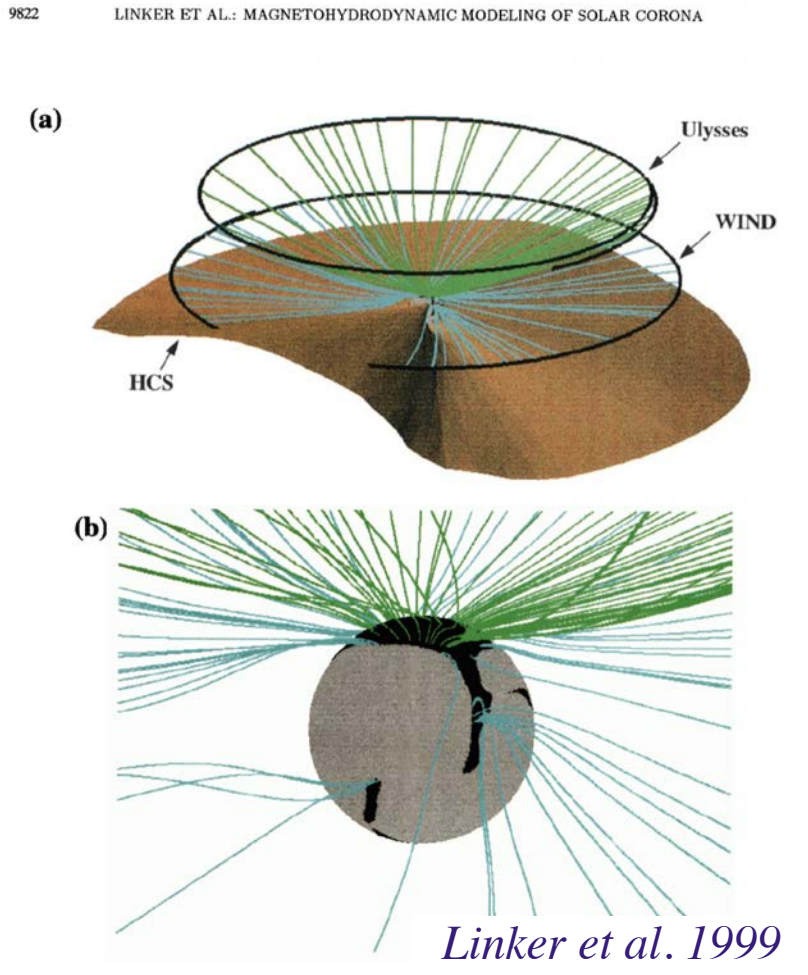 9822
LINKER ET AL.: MAGNETOHYDRODYNAMIC MODELING OF SOLAR CORONA
(a)
Ulysses
WIND
HCS
(b)
Linker et al. 1999